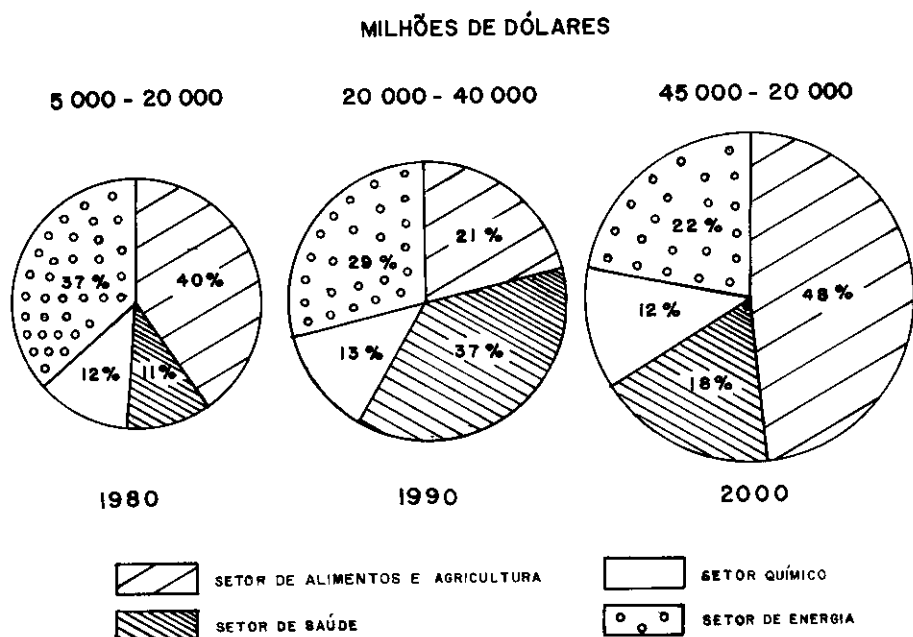 MILHÕES DE DÓLARES
5 000 - 20 000
20 000 - 40 000
45 000 - 20 000
37 %
40%
12%
11%
29 %
21 %
13 %
37 %
22 %
48 %
12 %
18 %
1980
1990
2000
SETOR DE ALIMENTOS E AGRICULTURA
SETOR QUÍMICO
SETOR DE SAÚDE
SETOR DE ENERGIA